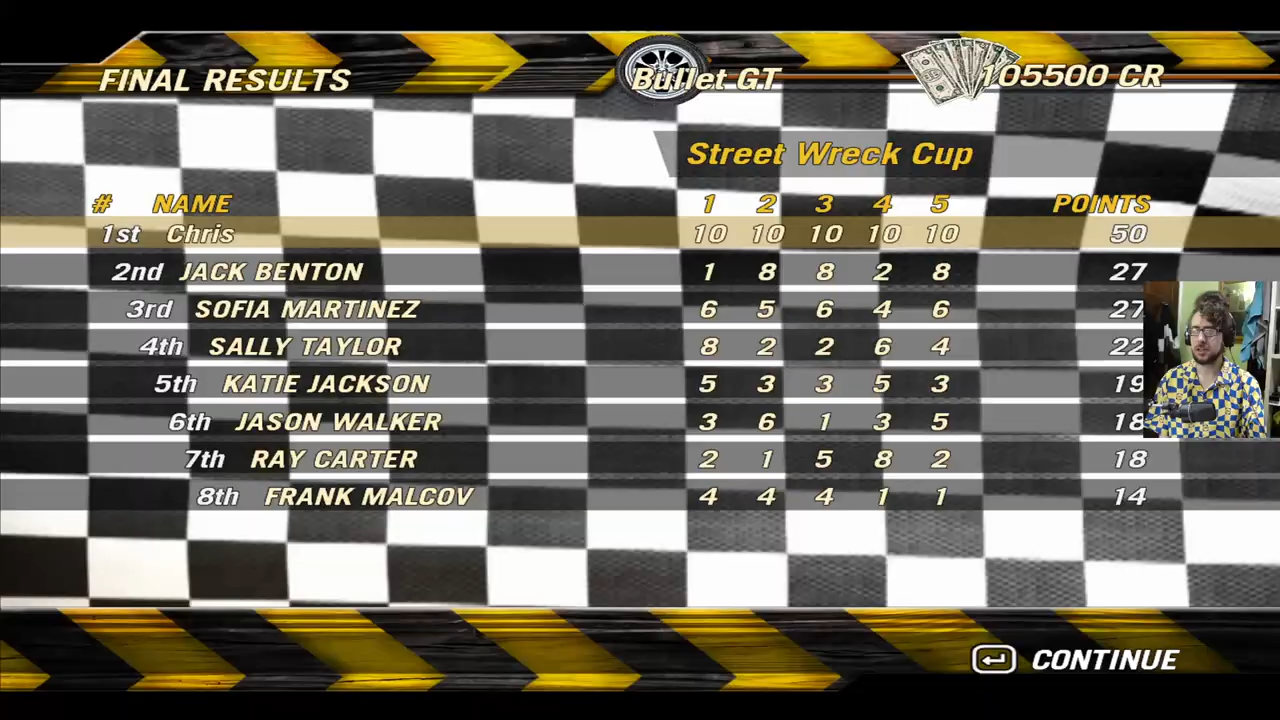 FINAL RESULTS
Bullet GT
105500 CR
Street Wreck Cup
# NAME 1 2 3 4 5 POINTS
1st Chris 10 10 10 10 10 50
2nd JACK BENTON 1 8 8 2 8 27
3rd SOFIA MARTINEZ 6 5 6 4 6 27
4th SALLY TAYLOR 8 2 2 6 4 22
5th KATIE JACKSON 5 3 3 5 3 19
6th JASON WALKER 3 6 1 3 5 18
7th RAY CARTER 2 1 5 8 2 18
8th FRANK MALCOV 4 4 4 1 1 14
CONTINUE